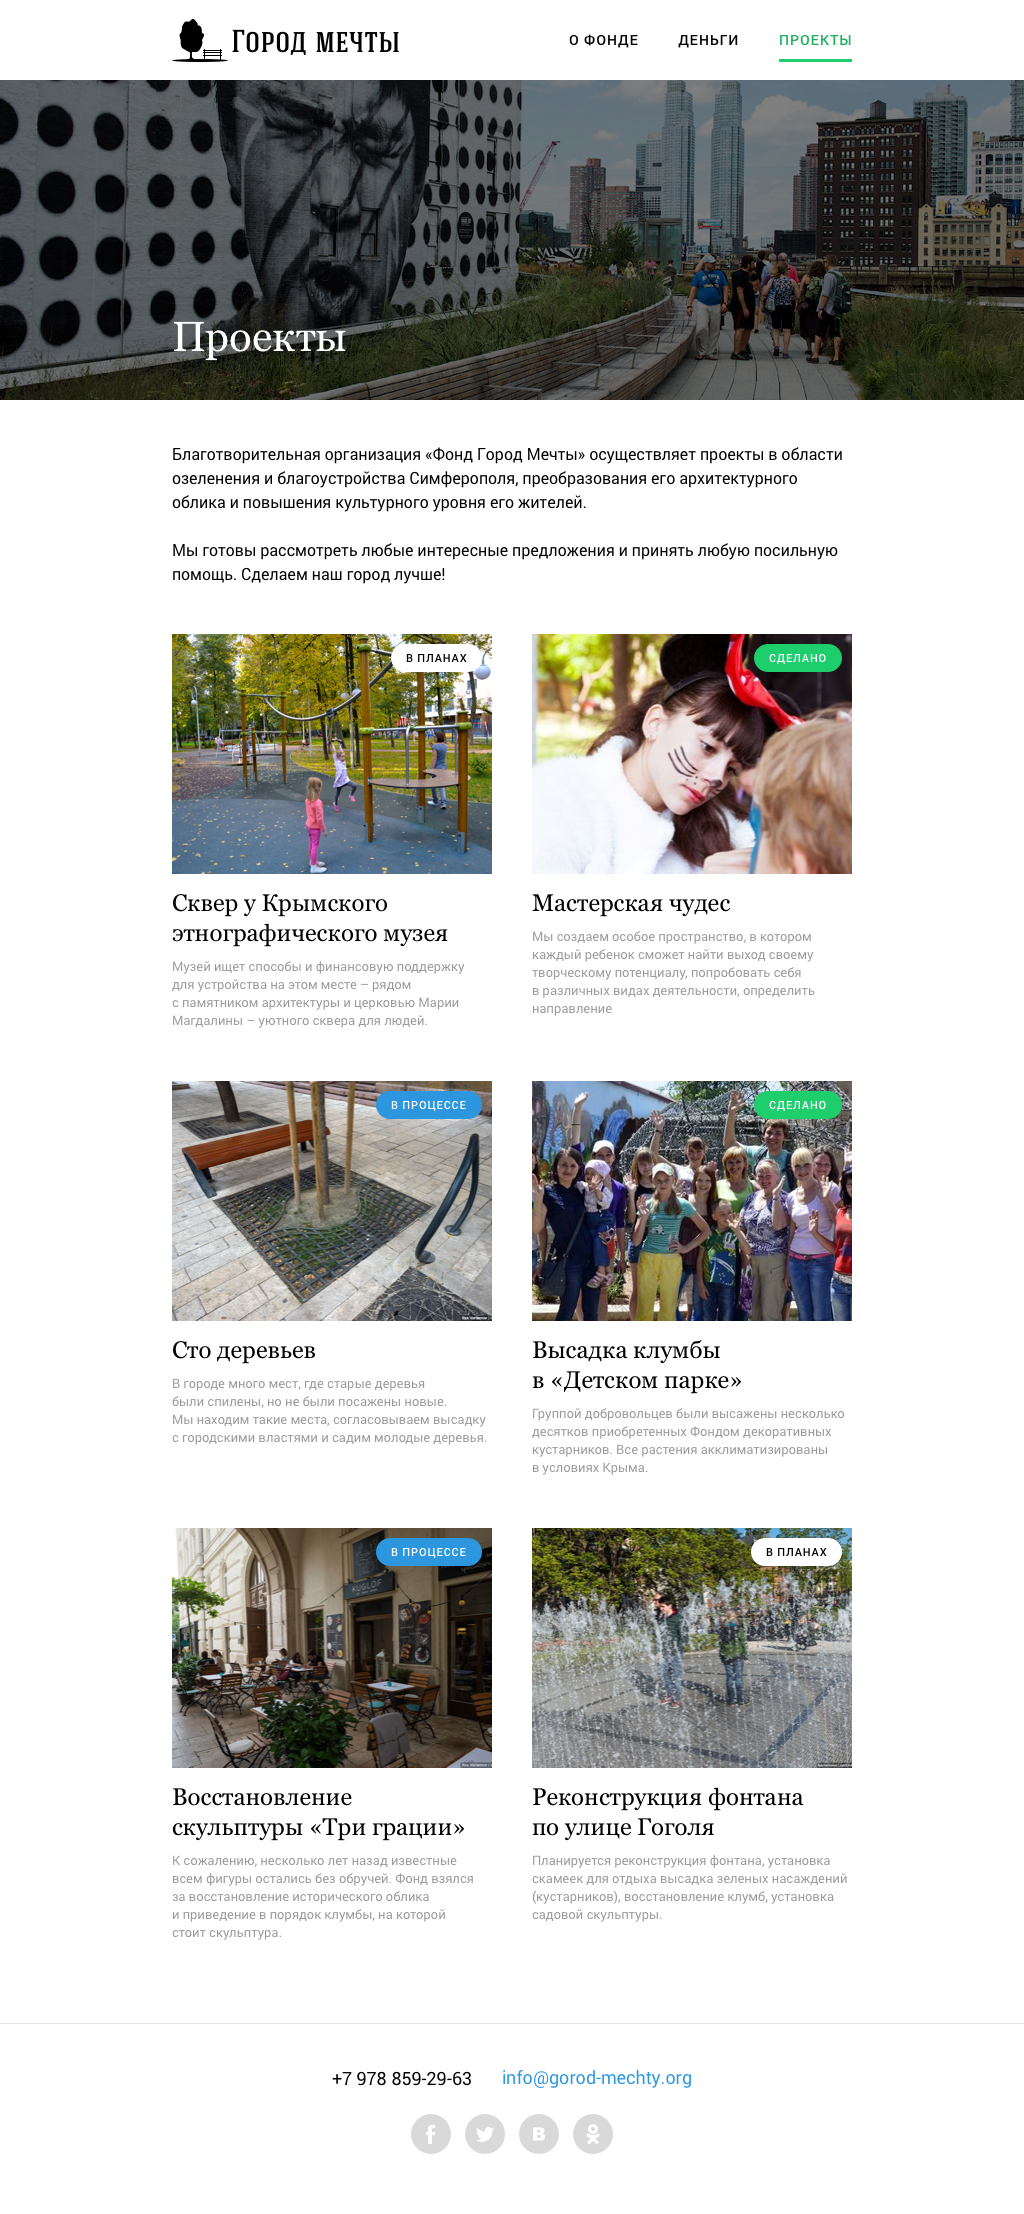 Город мечты
О ФОНДЕ
ДЕНЬГИ
ПРОЕКТЫ
Проекты
Благотворительная организация «Фонд Город Мечты» осуществляет проекты в области
озеленения и благоустройства Симферополя, преобразования его архитектурного
облика и повышения культурного уровня его жителей.
Мы готовы рассмотреть любые интересные предложения и принять любую посильную
помощь. Сделаем наш город лучше!
В ПЛАНАХ
Сквер у Крымского
этнографического музея
Музей ищет способы и финансовую поддержку
для устройства на этом месте – рядом
с памятником архитектуры и церковью Марии
Магдалины – уютного сквера для людей.
СДЕЛАНО
Мастерская чудес
Мы создаем особое пространство, в котором
каждый ребенок сможет найти выход своему
творческому потенциалу, попробовать себя
в различных видах деятельности, определить
направление
В ПРОЦЕССЕ
Сто деревьев
В городе много мест, где старые деревья
были спилены, но не были посажены новые.
Мы находим такие места, согласовываем высадку
с городскими властями и садим молодые деревья.
СДЕЛАНО
Высадка клумбы
в «Детском парке»
Группой добровольцев были высажены несколько
десятков приобретенных Фондом декоративных
кустарников. Все растения акклиматизированы
в условиях Крыма.
В ПРОЦЕССЕ
KUGLOF
Восстановление
скульптуры «Три грации»
К сожалению, несколько лет назад известные
всем фигуры остались без обручей. Фонд взялся
за восстановление исторического облика
и приведение в порядок клумбы, на которой
стоит скульптура.
В ПЛАНАХ
Реконструкция фонтана
по улице Гоголя
Планируется реконструкция фонтана, установка
скамеек для отдыха высадка зеленых насаждений
(кустарников), восстановление клумб, установка
садовой скульптуры.
+7 978 859-29-63
info@gorod-mechty.org